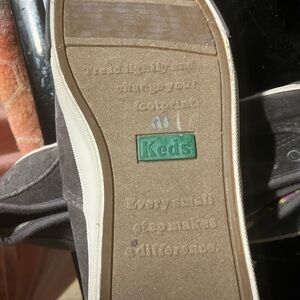 Tread lightly and
change your
footprint.
Keds
Every small
step makes
a difference.